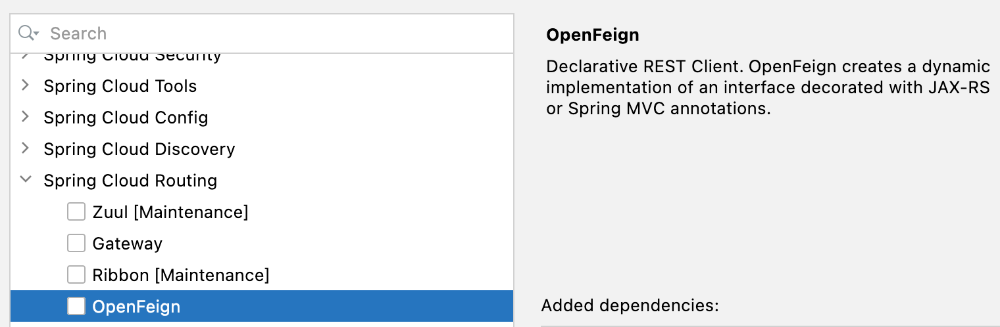 Search
Spring Cloud Security
Spring Cloud Tools
Spring Cloud Config
Spring Cloud Discovery
Spring Cloud Routing
Zuul [Maintenance]
Gateway
Ribbon [Maintenance]
OpenFeign
OpenFeign
Declarative REST Client. OpenFeign creates a dynamic
implementation of an interface decorated with JAX-RS
or Spring MVC annotations.
Added dependencies: